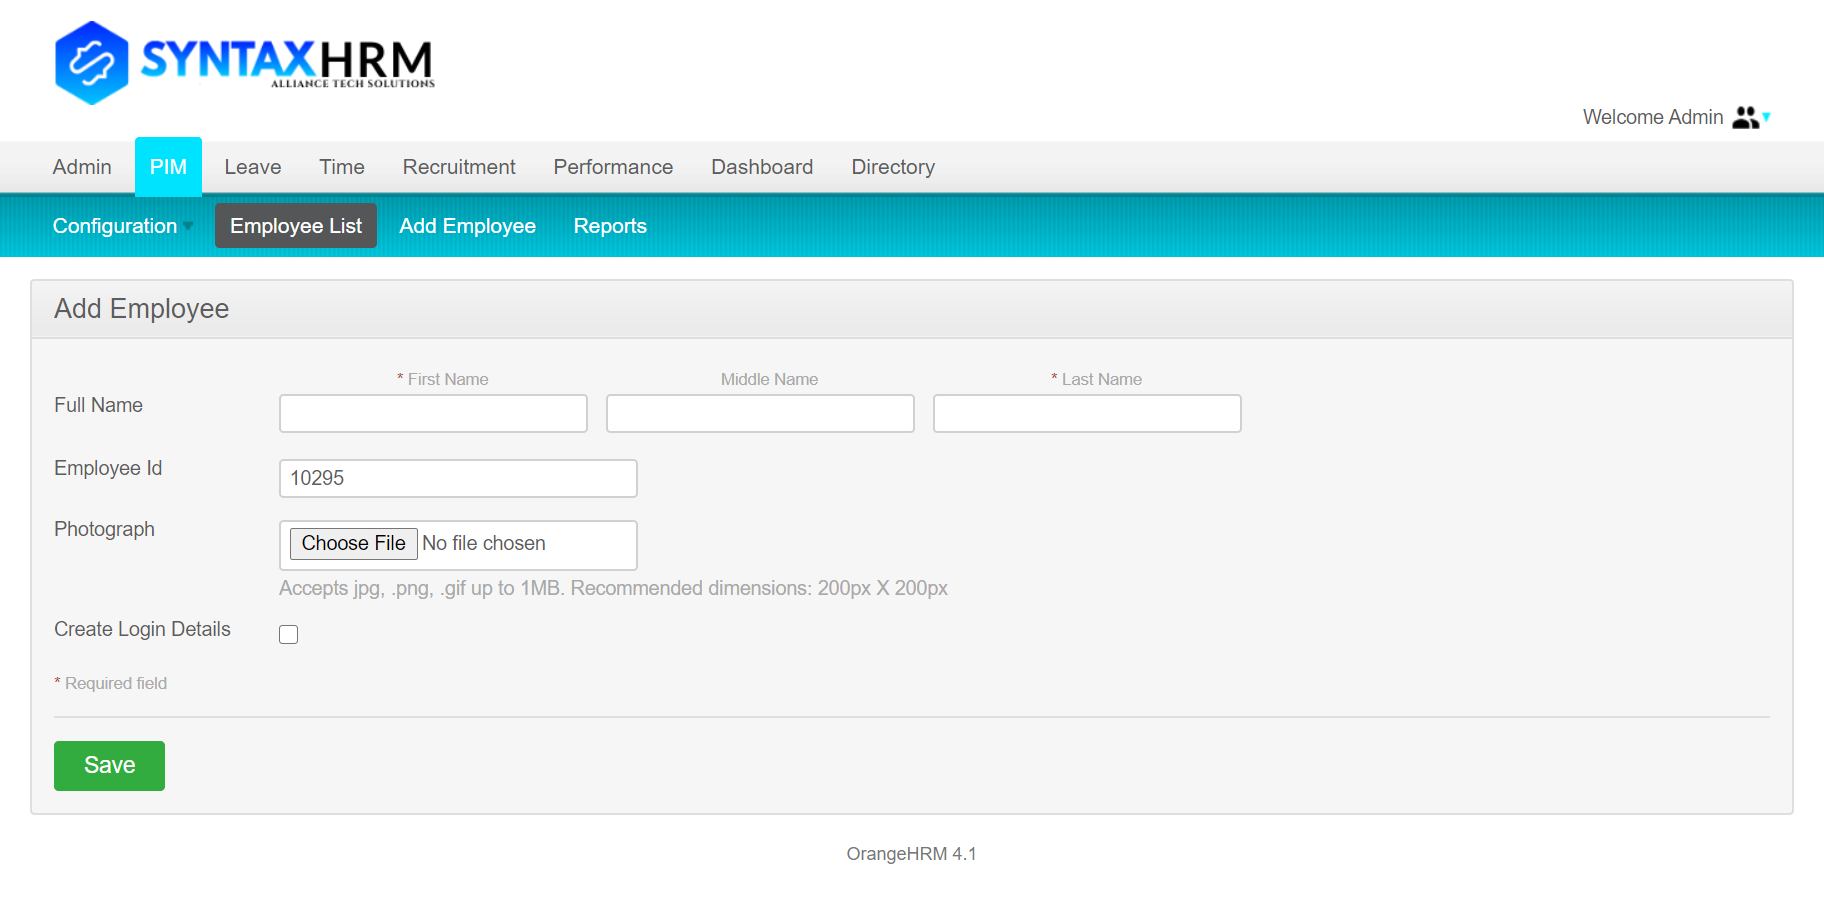 SYNTAXHRM
ALLIANCE TECH SOLUTIONS
Welcome Admin
Admin PIM Leave Time Recruitment Performance Dashboard Directory
Configuration Employee List Add Employee Reports
Add Employee
* First Name Middle Name * Last Name
Full Name
Employee Id 10295
Photograph Choose File No file chosen
Accepts jpg, .png, .gif up to 1MB. Recommended dimensions: 200px X 200px
Create Login Details
* Required field
Save
OrangeHRM 4.1